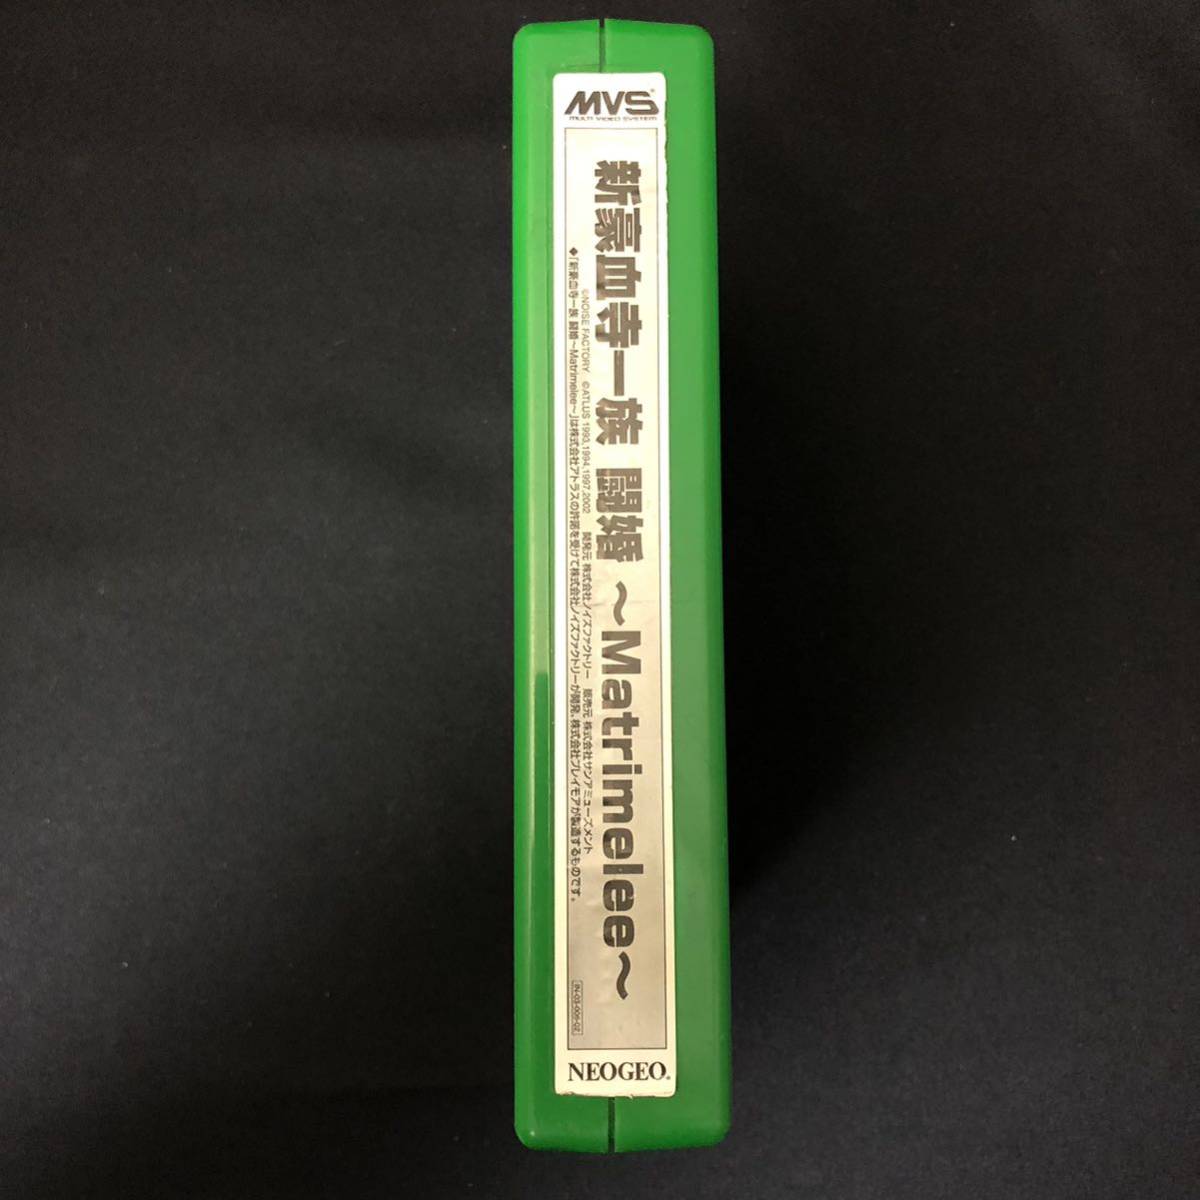 MVS
MULTI VIDEO SYSTEM
新豪血寺一族 闘婚 ～Matrimelee～
©NOISE FACTORY ©ATLUS 1993,1994,1997,2002 開発元 株式会社ノイズファクトリー 販売元 株式会社サンアミューズメント
◆「新豪血寺一族 闘婚～Matrimelee～」は株式会社アトラスの許諾を受けて株式会社ノイズファクトリーが開発、株式会社プレイモアが製造するものです。
IN-03-005-02
NEOGEO®